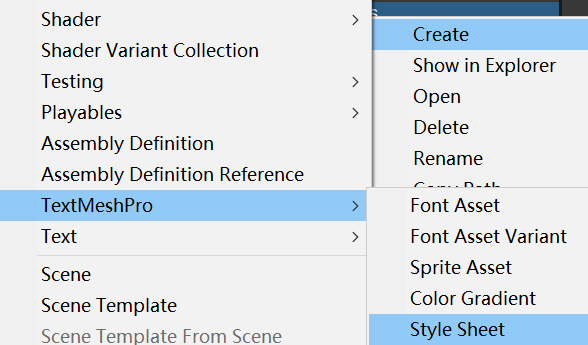 s
Shader
Shader Variant Collection
Testing
Playables
Assembly Definition
Assembly Definition Reference
TextMeshPro
Text
Scene
Scene Template
Scene Template From Scene
Create
Show in Explorer
Open
Delete
Rename
Copy Path
Font Asset
Font Asset Variant
Sprite Asset
Color Gradient
Style Sheet